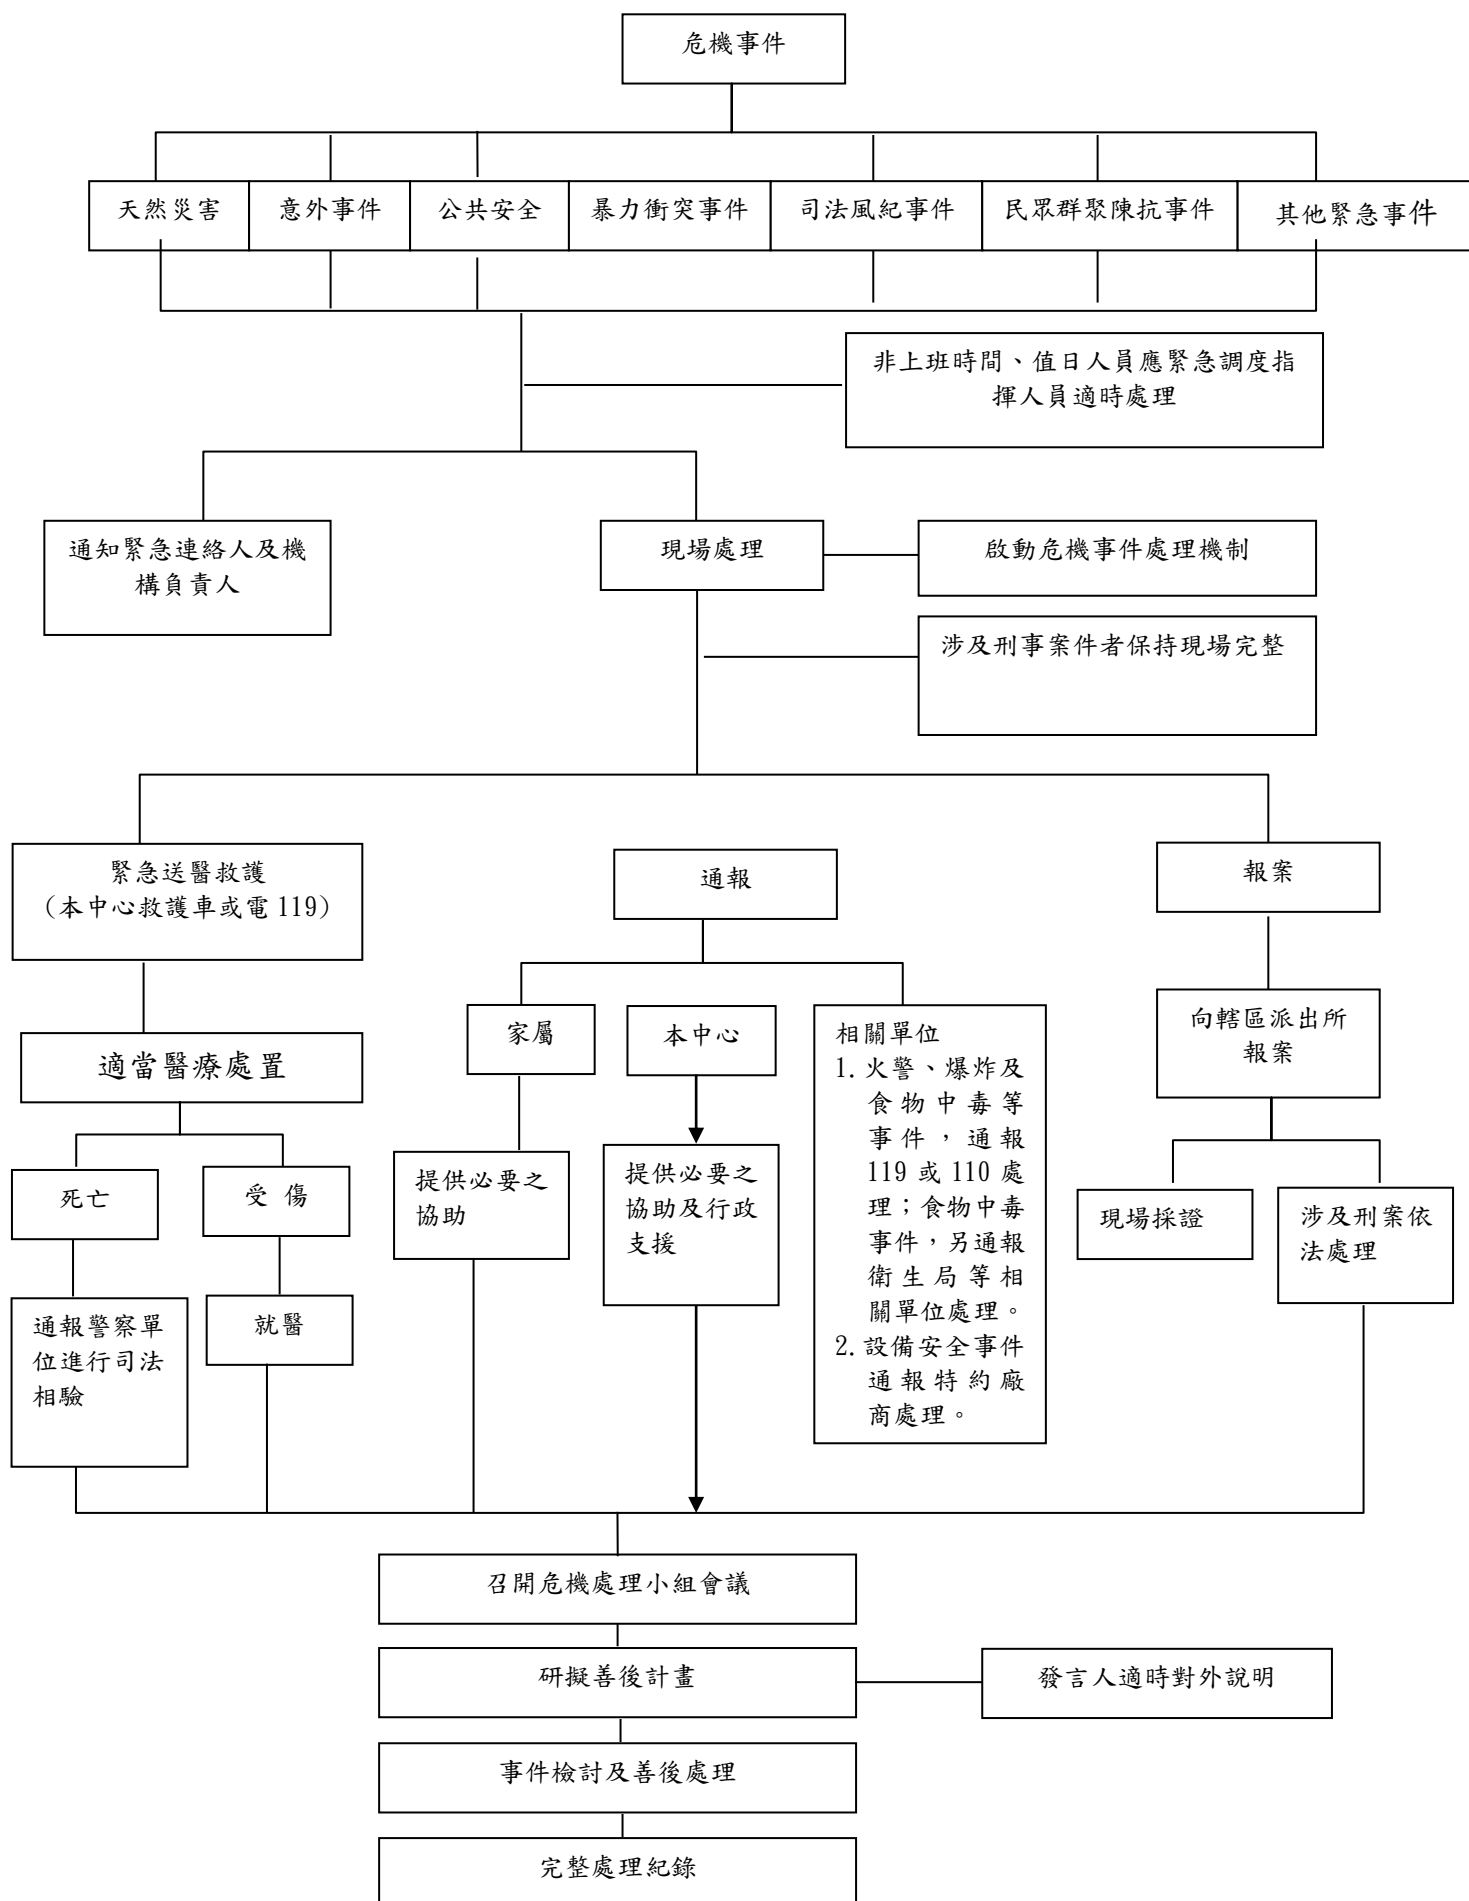 危機事件
天然災害
意外事件
公共安全
暴力衝突事件
司法風紀事件
民眾群聚陳抗事件
其他緊急事件
非上班時間、值日人員應緊急調度指
揮人員適時處理
通知緊急連絡人及機
構負責人
現場處理
啟動危機事件處理機制
涉及刑事案件者保持現場完整
緊急送醫救護
（本中心救護車或電 119）
通報
報案
適當醫療處置
家屬
本中心
相關單位
1. 火警、爆炸及
食物中毒等
事件，通報
119 或 110 處
理；食物中毒
事件，另通報
衛生局等相
關單位處理。
2. 設備安全事件
通報特約廠
商處理。
向轄區派出所
報案
死亡
受 傷
提供必要之
協助
提供必要之
協助及行政
支援
現場採證
涉及刑案依
法處理
通報警察單
位進行司法
相驗
就醫
召開危機處理小組會議
研擬善後計畫
發言人適時對外說明
事件檢討及善後處理
完整處理紀錄